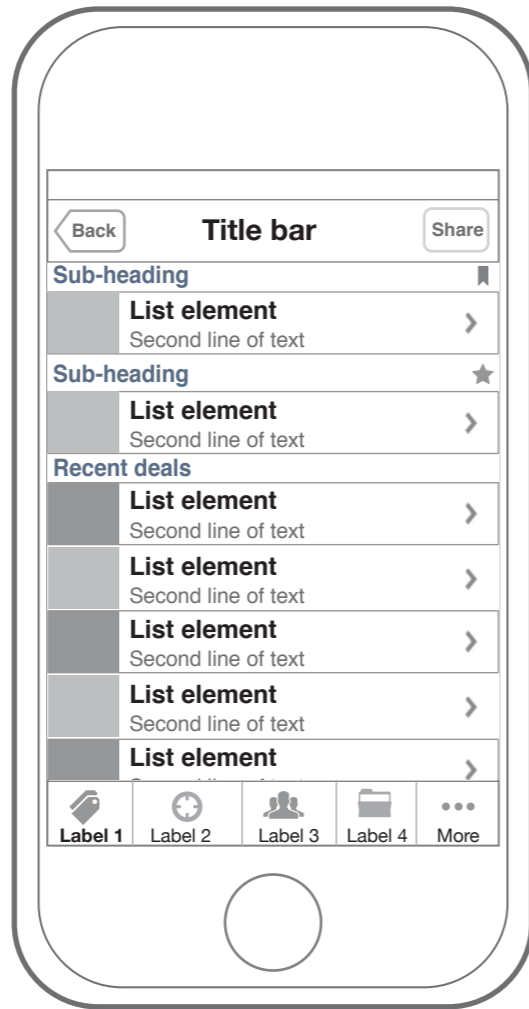 Back Title bar Share
Sub-heading
List element
Second line of text
Sub-heading
List element
Second line of text
Recent deals
List element
Second line of text
List element
Second line of text
List element
Second line of text
List element
Second line of text
List element
Label 1 Label 2 Label 3 Label 4 More